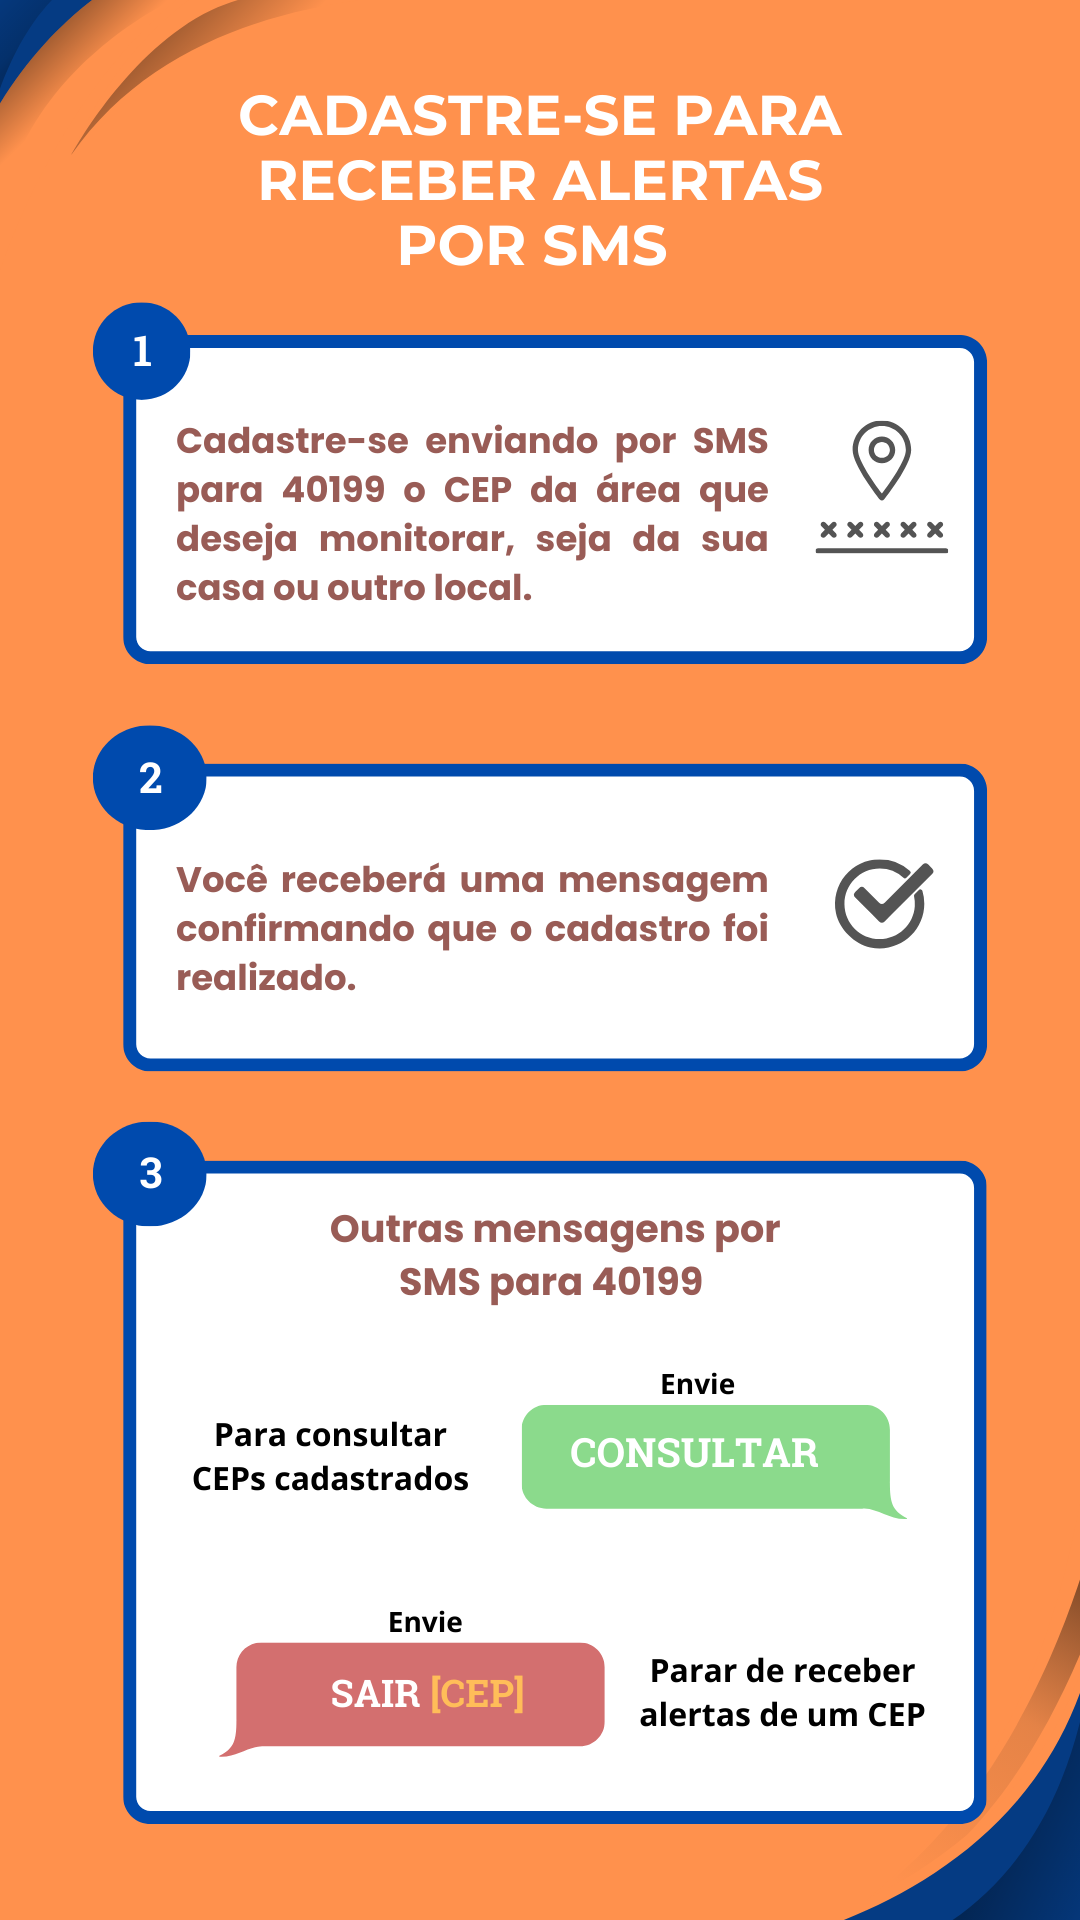 CADASTRE-SE PARA
RECEBER ALERTAS
POR SMS
1
Cadastre-se enviando por SMS
para 40199 o CEP da área que
deseja monitorar, seja da sua
casa ou outro local.
2
Você receberá uma mensagem
confirmando que o cadastro foi
realizado.
3
Outras mensagens por
SMS para 40199
Para consultar
CEPs cadastrados
Envie
CONSULTAR
Envie
SAIR [CEP]
Parar de receber
alertas de um CEP